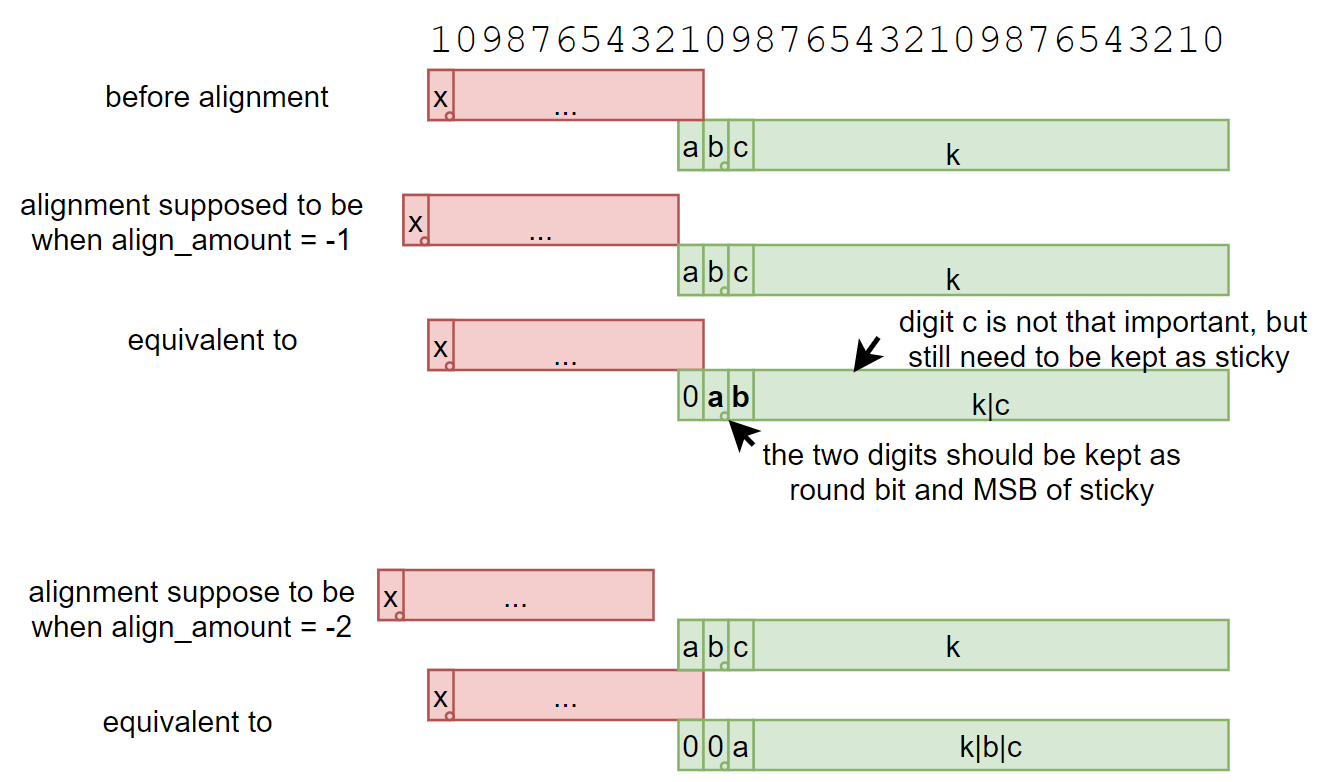 10987654321098765432109876543210
before alignment
x
...
a b c
k
alignment supposed to be
when align_amount = -1
x
...
a b c
k
equivalent to
x
...
digit c is not that important, but
still need to be kept as sticky
0 a b
k|c
the two digits should be kept as
round bit and MSB of sticky
alignment suppose to be
when align_amount = -2
x
...
a b c
k
equivalent to
x
...
0 0 a
k|b|c